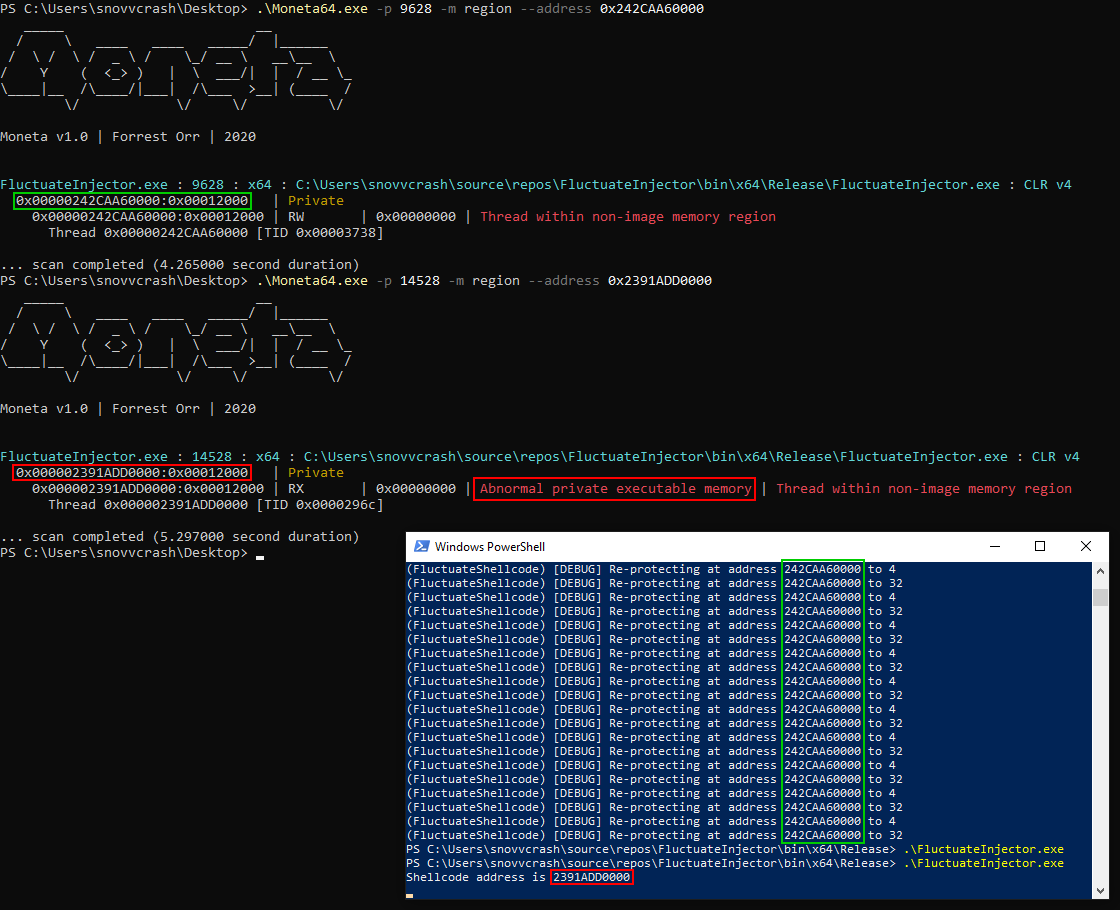 PS C:\Users\snovvcrash\Desktop> .\Moneta64.exe -p 9628 -m region --address 0x242CAA60000
Moneta v1.0 | Forrest Orr | 2020
FluctuateInjector.exe : 9628 : x64 : C:\Users\snovvcrash\source\repos\FluctuateInjector\bin\x64\Release\FluctuateInjector.exe : CLR v4
0x00000242CAA60000:0x00012000 | Private
0x00000242CAA60000:0x00012000 | RW | 0x00000000 | Thread within non-image memory region
Thread 0x00000242CAA60000 [TID 0x00003738]
... scan completed (4.265000 second duration)
PS C:\Users\snovvcrash\Desktop> .\Moneta64.exe -p 14528 -m region --address 0x2391ADD0000
Moneta v1.0 | Forrest Orr | 2020
FluctuateInjector.exe : 14528 : x64 : C:\Users\snovvcrash\source\repos\FluctuateInjector\bin\x64\Release\FluctuateInjector.exe : CLR v4
0x000002391ADD0000:0x00012000 | Private
0x000002391ADD0000:0x00012000 | RX | 0x00000000 | Abnormal private executable memory | Thread within non-image memory region
Thread 0x000002391ADD0000 [TID 0x0000296c]
... scan completed (5.297000 second duration)
PS C:\Users\snovvcrash\Desktop>
Windows PowerShell
(FluctuateShellcode) [DEBUG] Re-protecting at address 242CAA60000 to 4
(FluctuateShellcode) [DEBUG] Re-protecting at address 242CAA60000 to 32
(FluctuateShellcode) [DEBUG] Re-protecting at address 242CAA60000 to 4
(FluctuateShellcode) [DEBUG] Re-protecting at address 242CAA60000 to 32
(FluctuateShellcode) [DEBUG] Re-protecting at address 242CAA60000 to 4
(FluctuateShellcode) [DEBUG] Re-protecting at address 242CAA60000 to 32
(FluctuateShellcode) [DEBUG] Re-protecting at address 242CAA60000 to 4
(FluctuateShellcode) [DEBUG] Re-protecting at address 242CAA60000 to 32
(FluctuateShellcode) [DEBUG] Re-protecting at address 242CAA60000 to 4
(FluctuateShellcode) [DEBUG] Re-protecting at address 242CAA60000 to 32
(FluctuateShellcode) [DEBUG] Re-protecting at address 242CAA60000 to 4
(FluctuateShellcode) [DEBUG] Re-protecting at address 242CAA60000 to 32
(FluctuateShellcode) [DEBUG] Re-protecting at address 242CAA60000 to 4
(FluctuateShellcode) [DEBUG] Re-protecting at address 242CAA60000 to 32
(FluctuateShellcode) [DEBUG] Re-protecting at address 242CAA60000 to 4
(FluctuateShellcode) [DEBUG] Re-protecting at address 242CAA60000 to 32
(FluctuateShellcode) [DEBUG] Re-protecting at address 242CAA60000 to 4
(FluctuateShellcode) [DEBUG] Re-protecting at address 242CAA60000 to 32
(FluctuateShellcode) [DEBUG] Re-protecting at address 242CAA60000 to 4
(FluctuateShellcode) [DEBUG] Re-protecting at address 242CAA60000 to 32
PS C:\Users\snovvcrash\source\repos\FluctuateInjector\bin\x64\Release> .\FluctuateInjector.exe
PS C:\Users\snovvcrash\source\repos\FluctuateInjector\bin\x64\Release> .\FluctuateInjector.exe
Shellcode address is 2391ADD0000